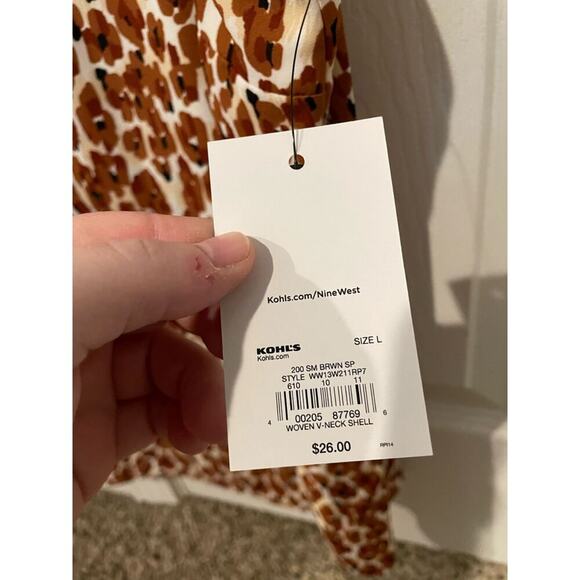 Kohls.com/NineWest
KOHL'S SIZE L
Kohls.com
200 SM BRWN SP
STYLE WW13W211RP7
610 10 11
4 00205 87769 6
WOVEN V-NECK SHELL
$26.00 RPI14